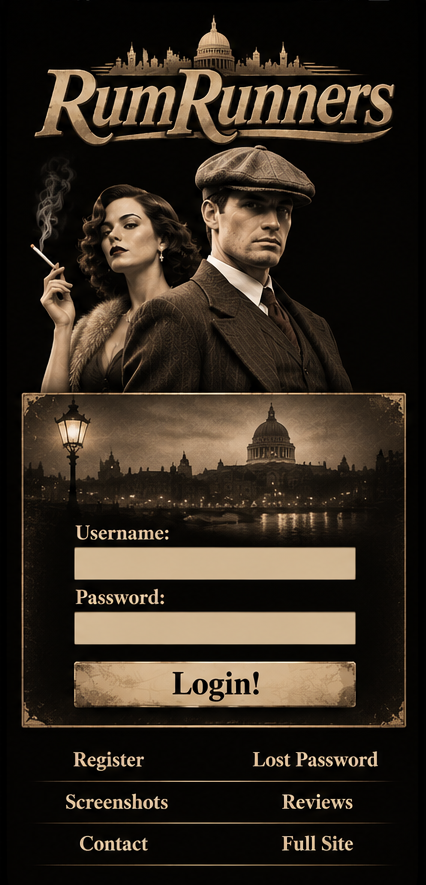 RumRunners
Username:
Password:
Login!
Register Lost Password
Screenshots Reviews
Contact Full Site